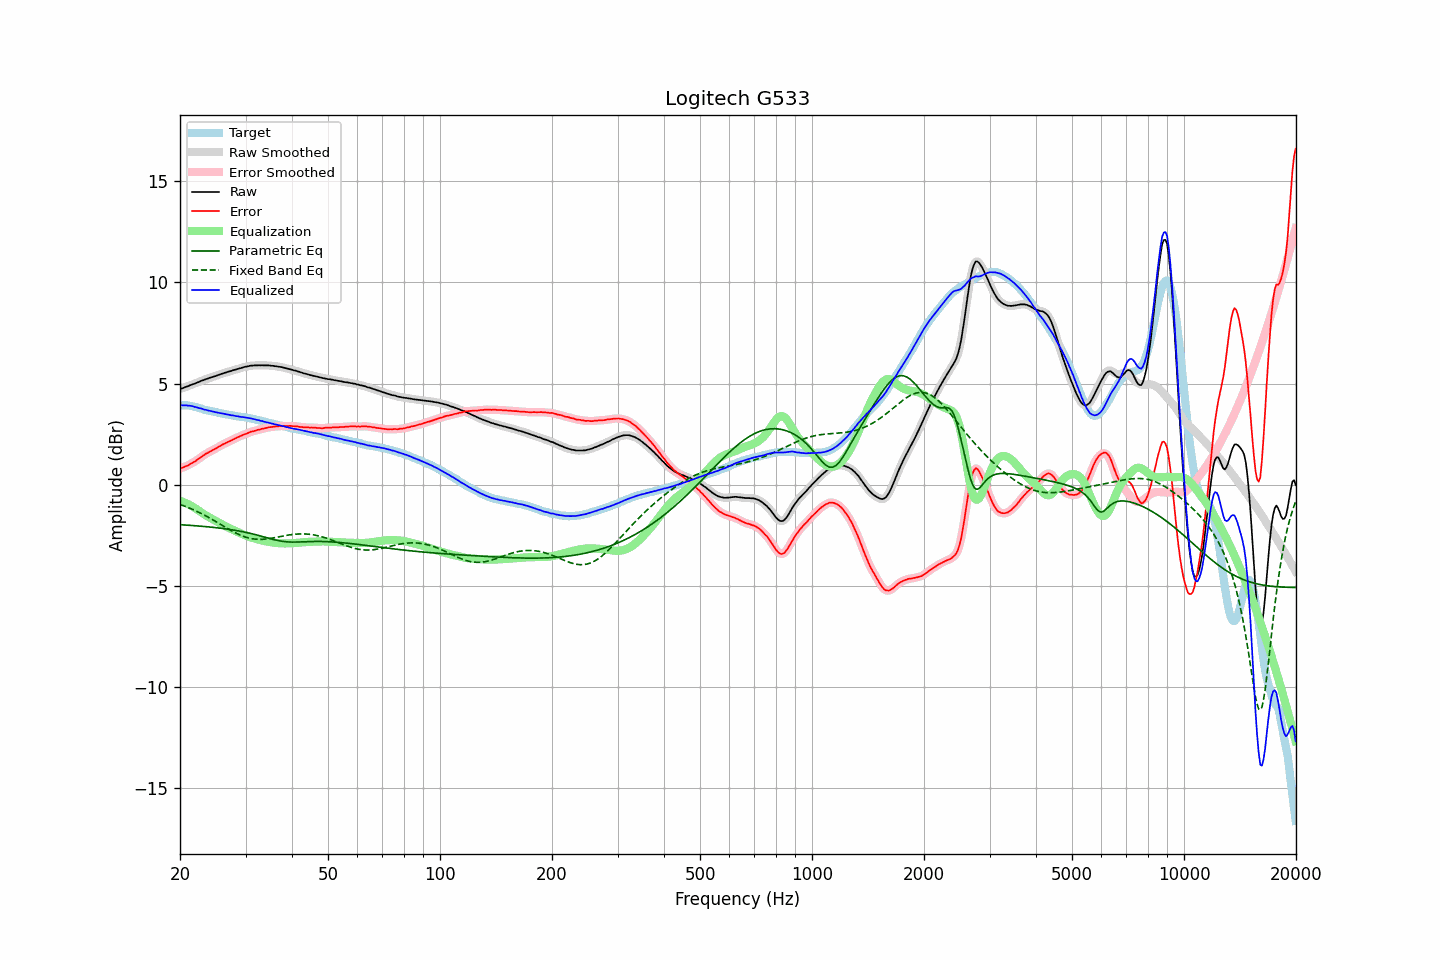 Logitech G533
Target
Raw Smoothed
Error Smoothed
Raw
Error
Equalization
Parametric Eq
Fixed Band Eq
Equalized
Amplitude (dBr)
15
10
5
0
−5
−10
−15
20 50 100 200 500 1000 2000 5000 10000 20000
Frequency (Hz)